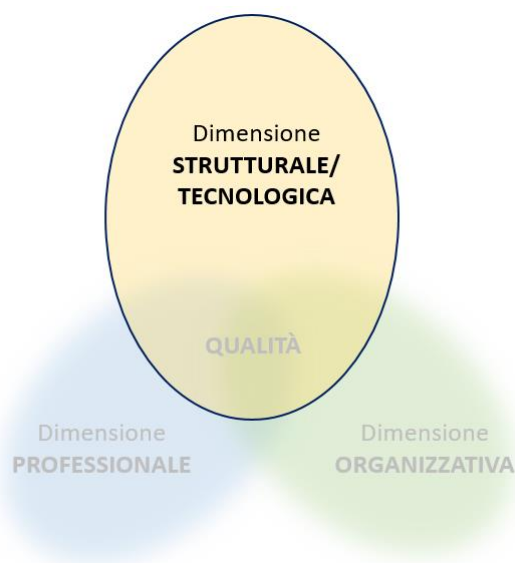 Dimensione
STRUTTURALE/
TECNOLOGICA
QUALITÀ
Dimensione
PROFESSIONALE
Dimensione
ORGANIZZATIVA